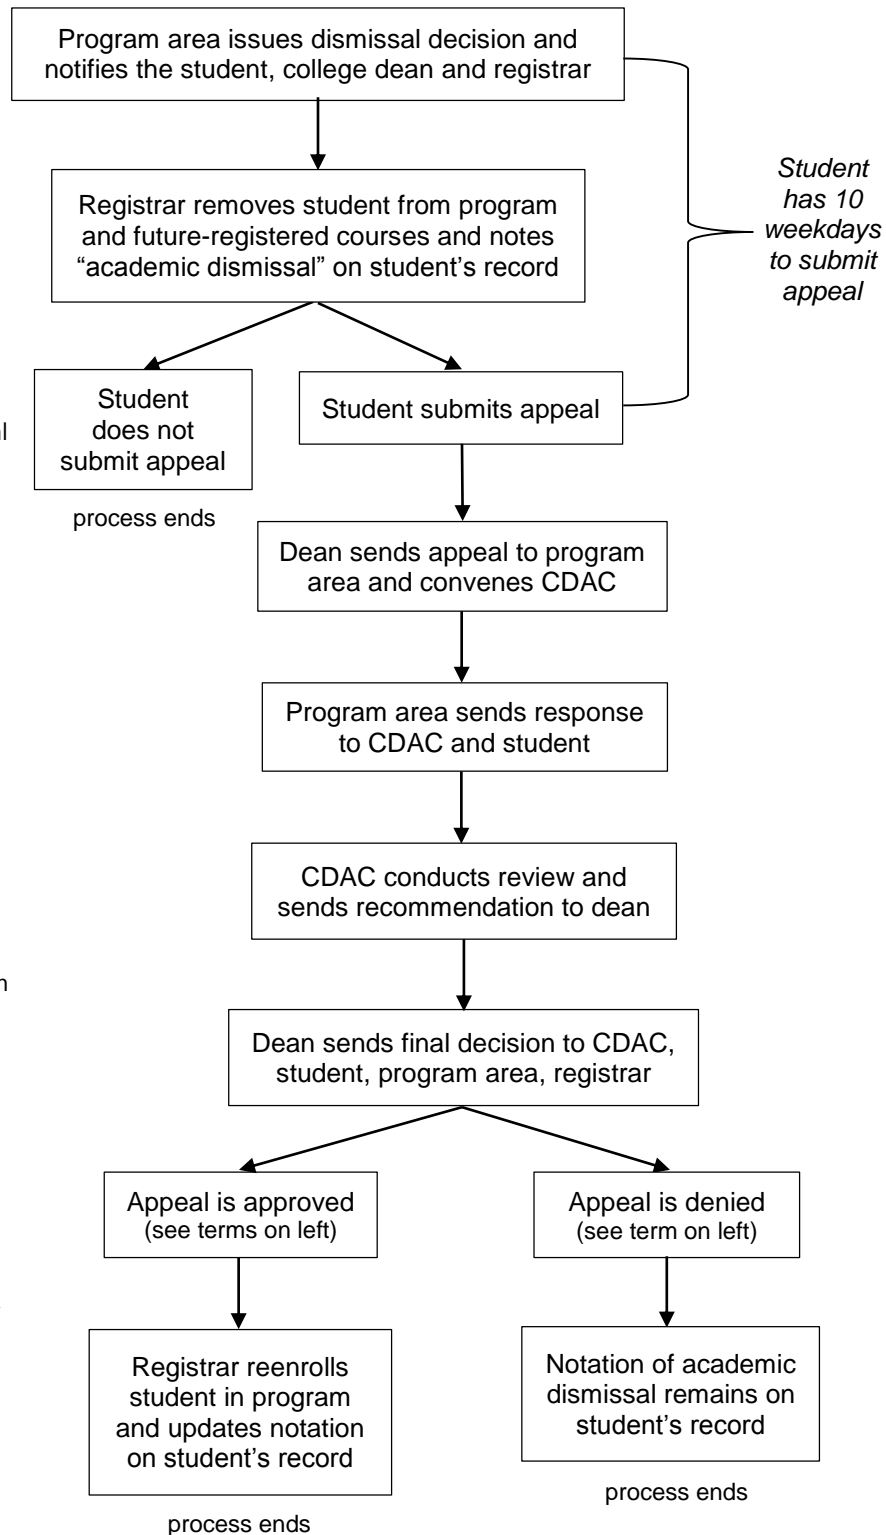 Program area issues dismissal decision and
notifies the student, college dean and registrar
Student
has 10
weekdays
to submit
appeal
Registrar removes student from program
and future-registered courses and notes
“academic dismissal” on student’s record
Student
does not
submit appeal
process ends
Student submits appeal
Dean sends appeal to program
area and convenes CDAC
Program area sends response
to CDAC and student
CDAC conducts review and
sends recommendation to dean
Dean sends final decision to CDAC,
student, program area, registrar
Appeal is approved
(see terms on left)
Appeal is denied
(see term on left)
Registrar reenrolls
student in program
and updates notation
on student’s record
process ends
Notation of academic
dismissal remains on
student’s record
process ends